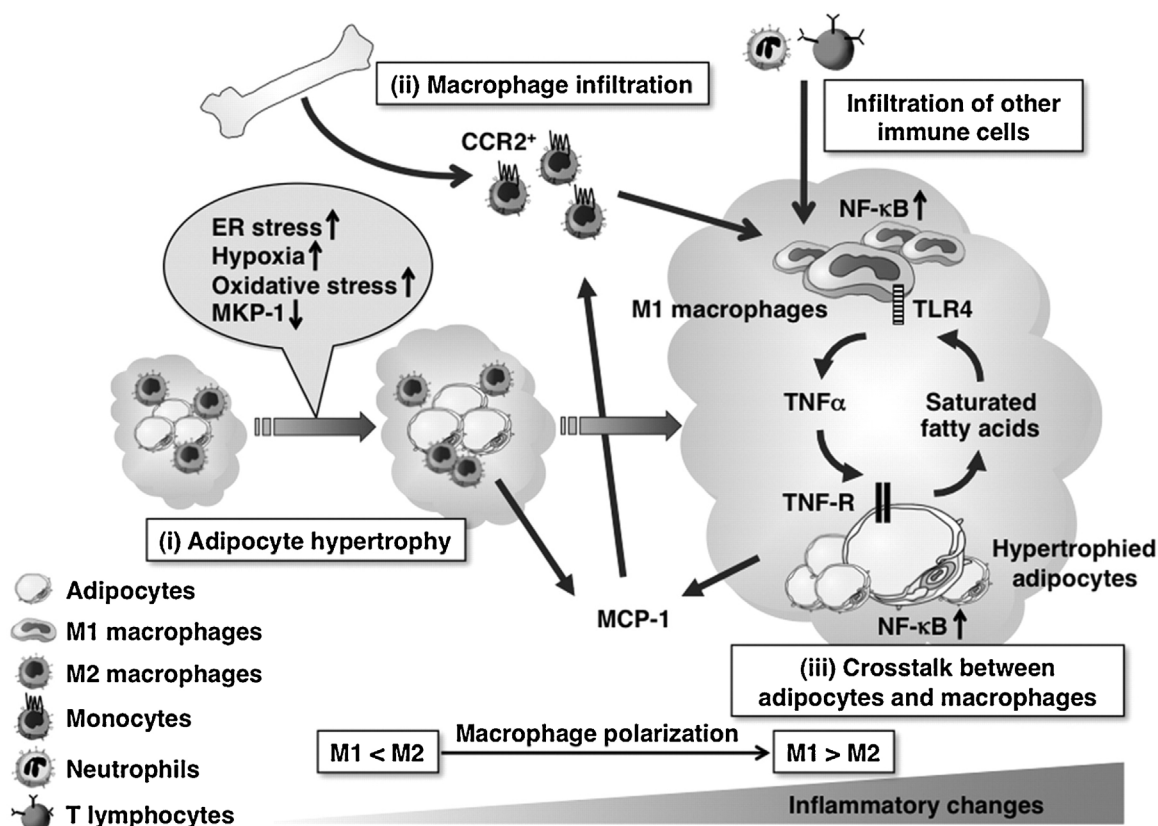 (ii) Macrophage infiltration
Infiltration of other
immune cells
CCR2+
NF-κB
ER stress
Hypoxia
Oxidative stress
MKP-1
M1 macrophages
TLR4
TNFα
Saturated
fatty acids
TNF-R
(i) Adipocyte hypertrophy
Hypertrophied
adipocytes
MCP-1
NF-κB
(iii) Crosstalk between
adipocytes and macrophages
Adipocytes
M1 macrophages
M2 macrophages
Monocytes
Neutrophils
T lymphocytes
M1 < M2
Macrophage polarization
M1 > M2
Inflammatory changes